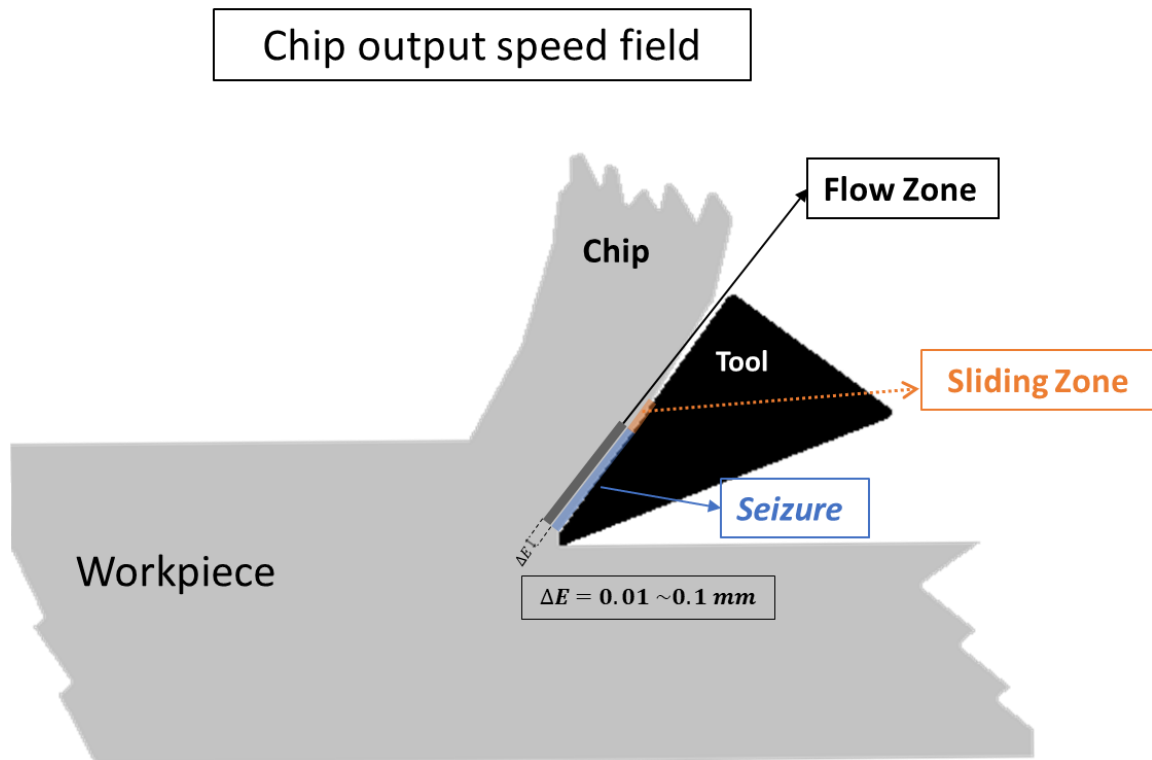 Chip output speed field
Flow Zone
Chip
Tool
Sliding Zone
Seizure
ΔE
Workpiece
ΔE = 0.01 ~0.1 mm